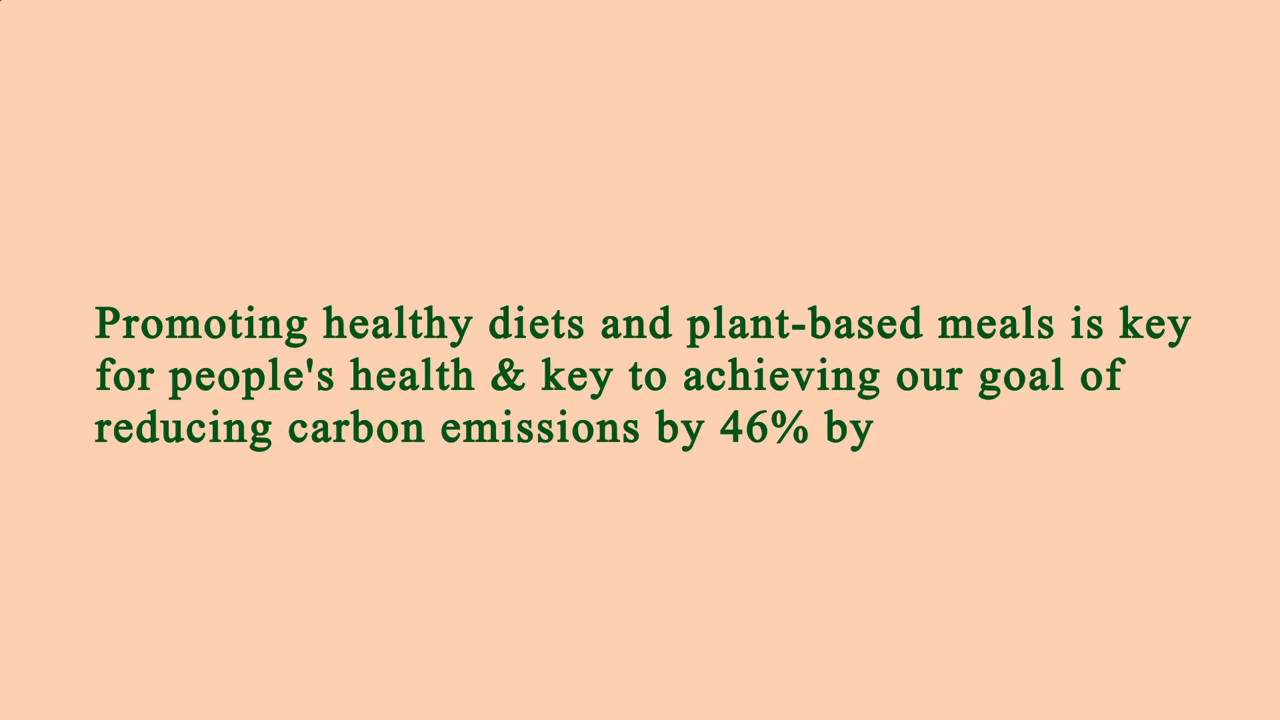 Promoting healthy diets and plant-based meals is key
for people's health & key to achieving our goal of
reducing carbon emissions by 46% by